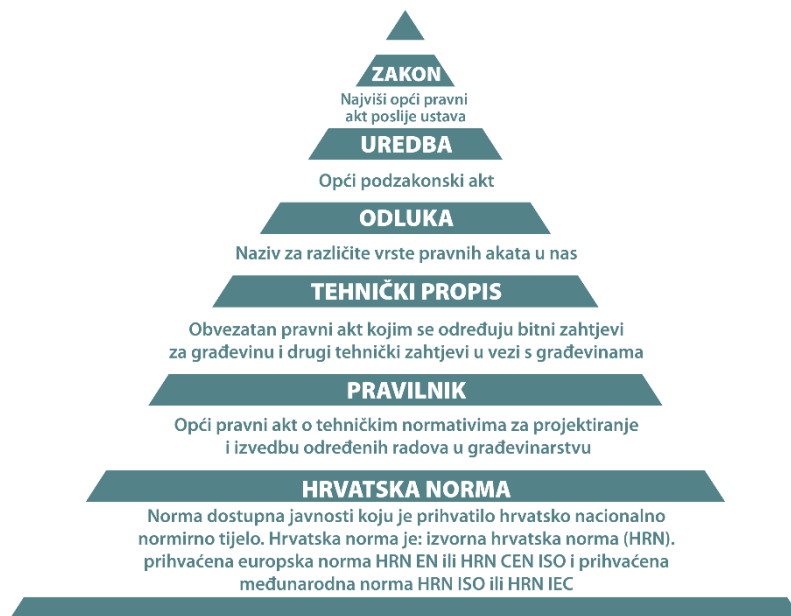 ZAKON
Najviši opći pravni
akt poslije ustava
UREDBA
Opći podzakonski akt
ODLUKA
Naziv za različite vrste pravnih akata u nas
TEHNIČKI PROPIS
Obvezatan pravni akt kojim se određuju bitni zahtjevi
za građevinu i drugi tehnički zahtjevi u vezi s građevinama
PRAVILNIK
Opći pravni akt o tehničkim normativima za projektiranje
i izvedbu određenih radova u građevinarstvu
HRVATSKA NORMA
Norma dostupna javnosti koju je prihvatilo hrvatsko nacionalno
normirno tijelo. Hrvatska norma je: izvorna hrvatska norma (HRN).
prihvaćena europska norma HRN EN ili HRN CEN ISO i prihvaćena
međunarodna norma HRN ISO ili HRN IEC